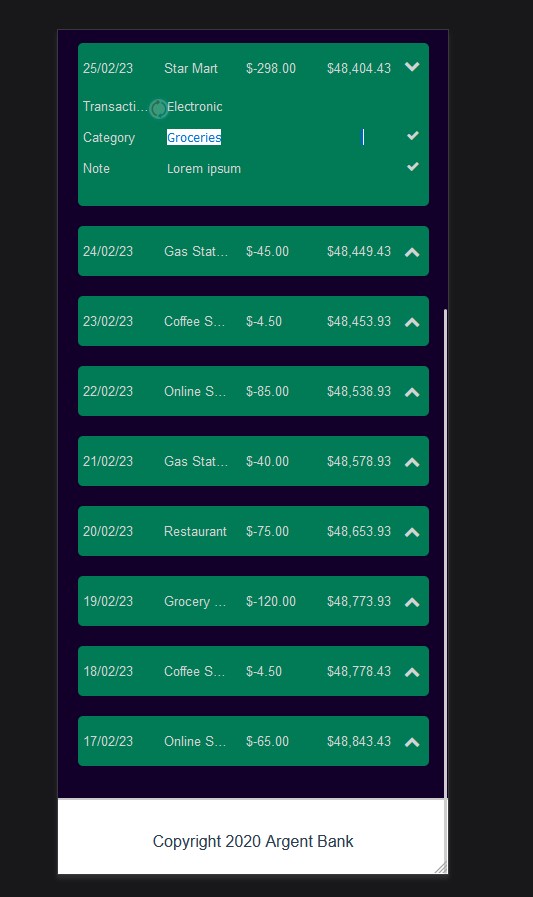 25/02/23 Star Mart $-298.00 $48,404.43
Transacti... Electronic
Category Groceries
Note Lorem ipsum
24/02/23 Gas Stat... $-45.00 $48,449.43
23/02/23 Coffee S... $-4.50 $48,453.93
22/02/23 Online S... $-85.00 $48,538.93
21/02/23 Gas Stat... $-40.00 $48,578.93
20/02/23 Restaurant $-75.00 $48,653.93
19/02/23 Grocery ... $-120.00 $48,773.93
18/02/23 Coffee S... $-4.50 $48,778.43
17/02/23 Online S... $-65.00 $48,843.43
Copyright 2020 Argent Bank